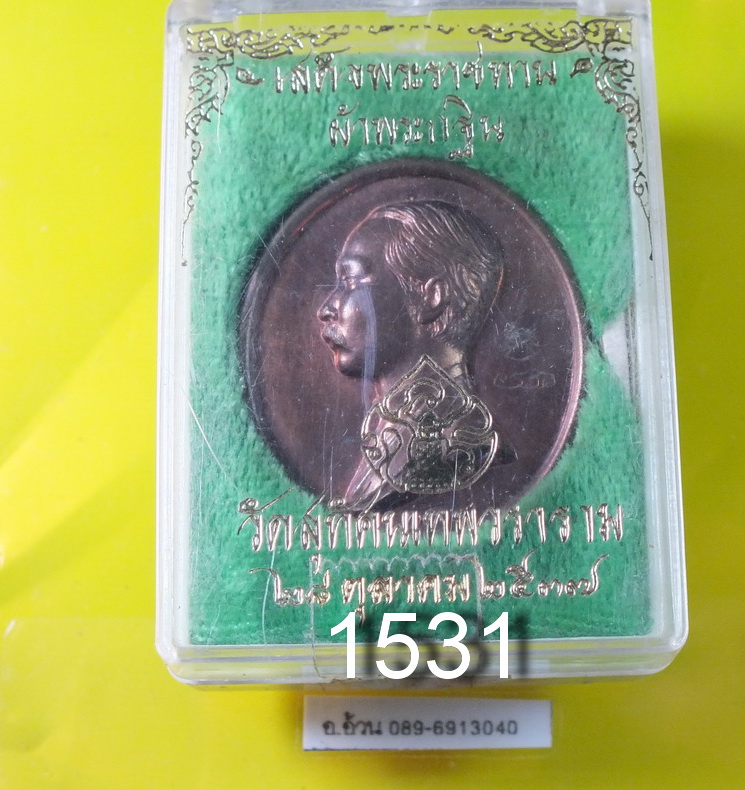 เสด็จพระราชทาน
ผ้าพระกฐิน
วัดสุทัศนเทพวราราม
๒๘ ตุลาคม ๒๕๓๗
1531
อ.อ้วน 089-6913040